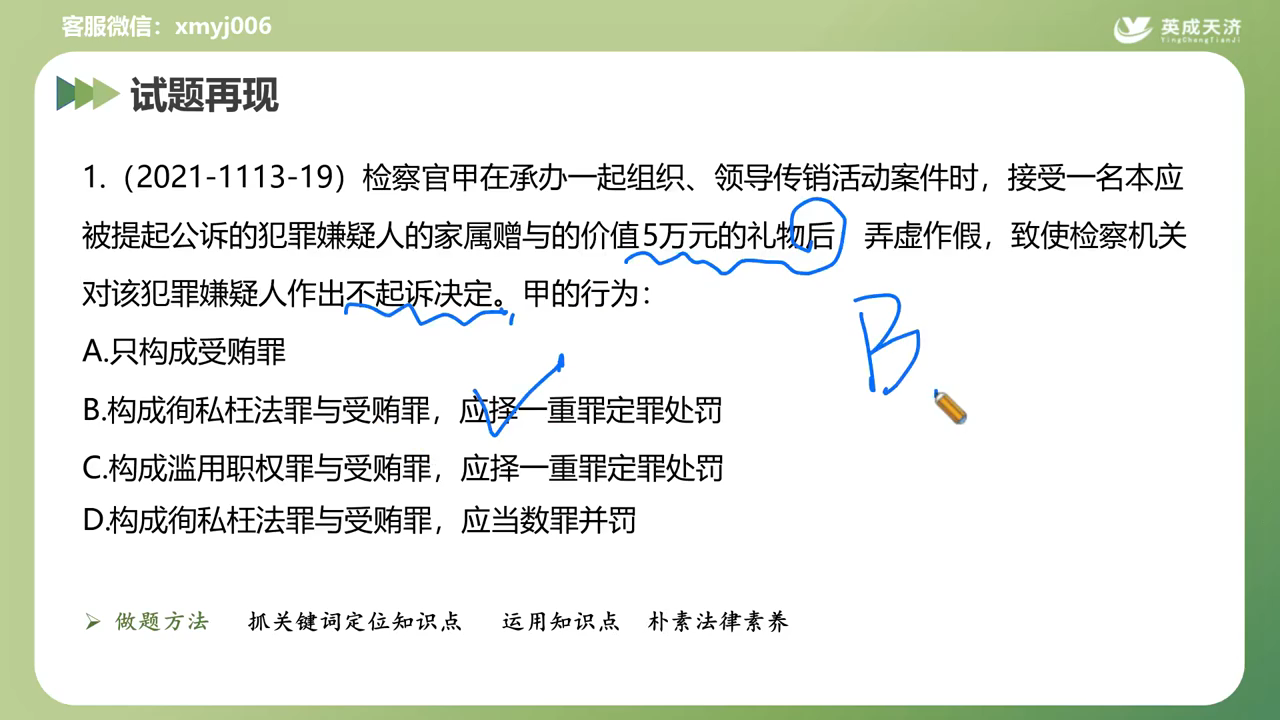 客服微信：xmyj006
英成天济
YingChengTianJi
试题再现
1.（2021-1113-19）检察官甲在承办一起组织、领导传销活动案件时，接受一名本应
被提起公诉的犯罪嫌疑人的家属赠与的价值5万元的礼物后 弄虚作假，致使检察机关
对该犯罪嫌疑人作出不起诉决定。甲的行为：
A.只构成受贿罪
B.构成徇私枉法罪与受贿罪，应择一重罪定罪处罚
C.构成滥用职权罪与受贿罪，应择一重罪定罪处罚
D.构成徇私枉法罪与受贿罪，应当数罪并罚
B
➢ 做题方法 抓关键词定位知识点 运用知识点 朴素法律素养